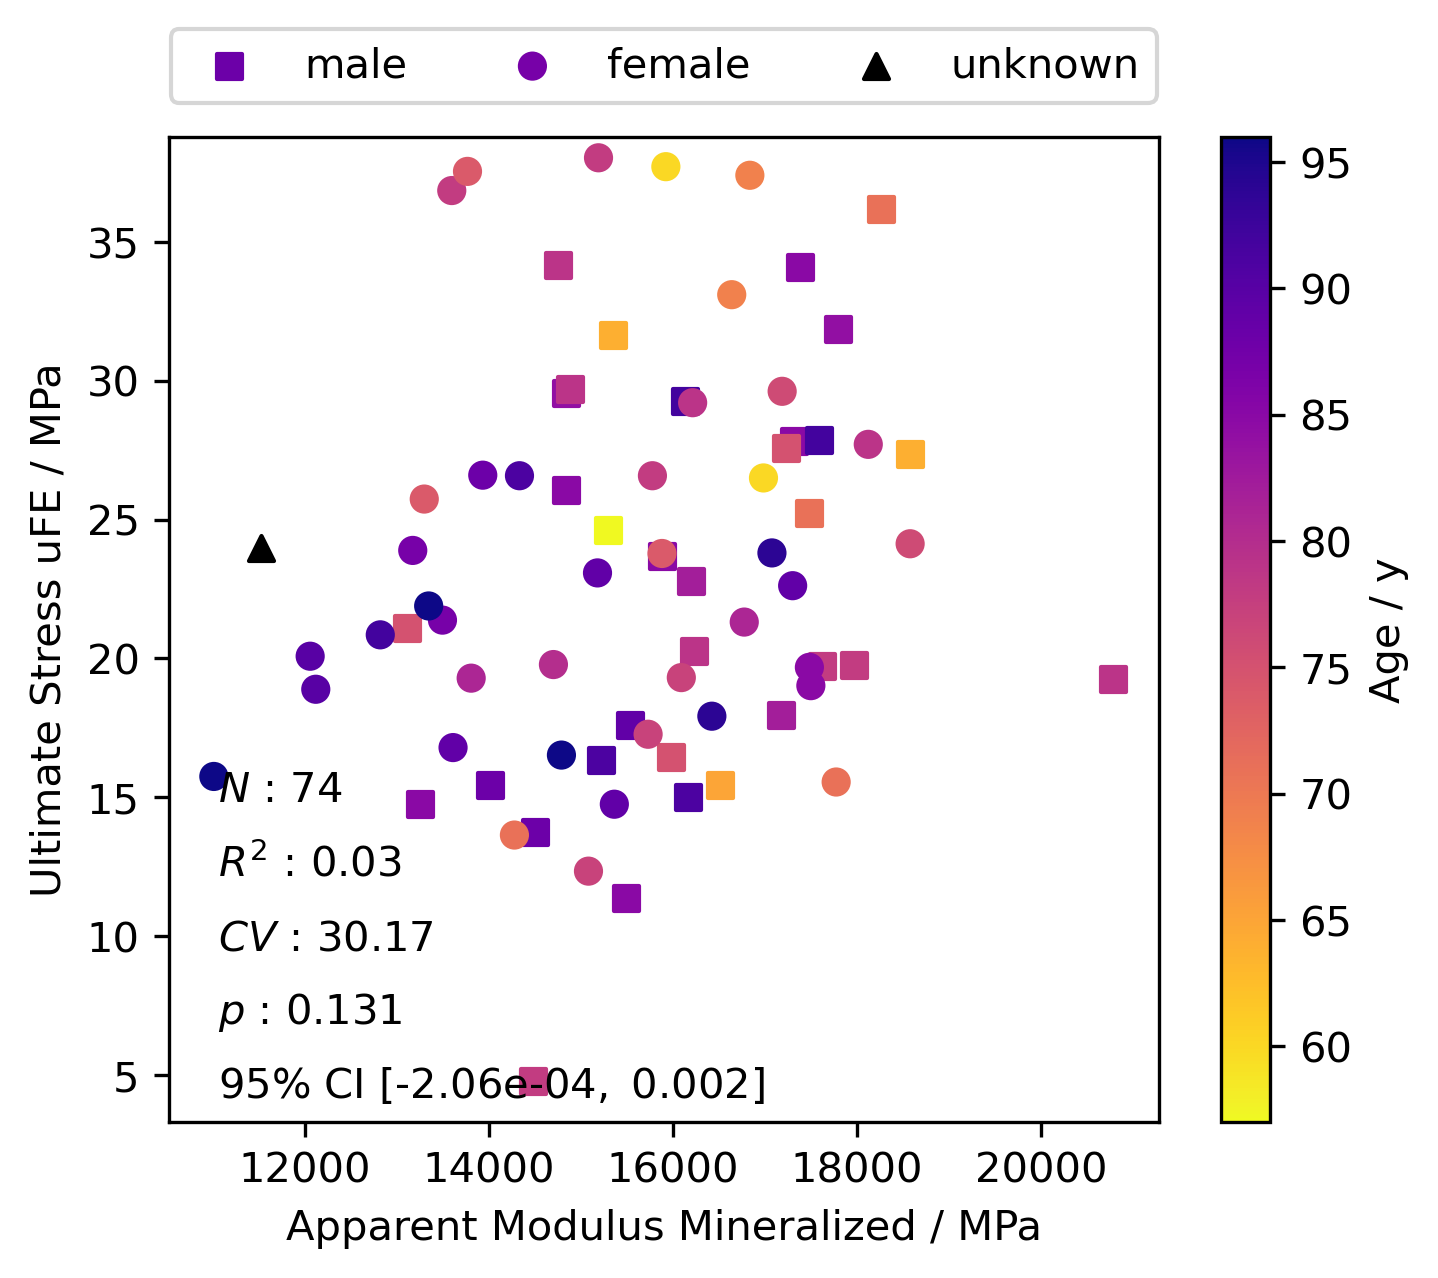 male female unknown
35
30
25
20
15
10
5
Ultimate Stress uFE / MPa
N : 74
R² : 0.03
CV : 30.17
p : 0.131
95% CI [-2.06e-04, 0.002]
12000 14000 16000 18000 20000
Apparent Modulus Mineralized / MPa
95
90
85
80
75
70
65
60
Age / y